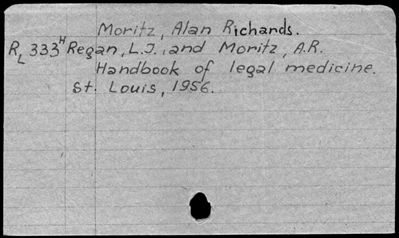 Moritz, Alan Richards.
RL 333H Regan, L.J. and Moritz, A.R.
Handbook of legal medicine.
St. Louis, 1956.